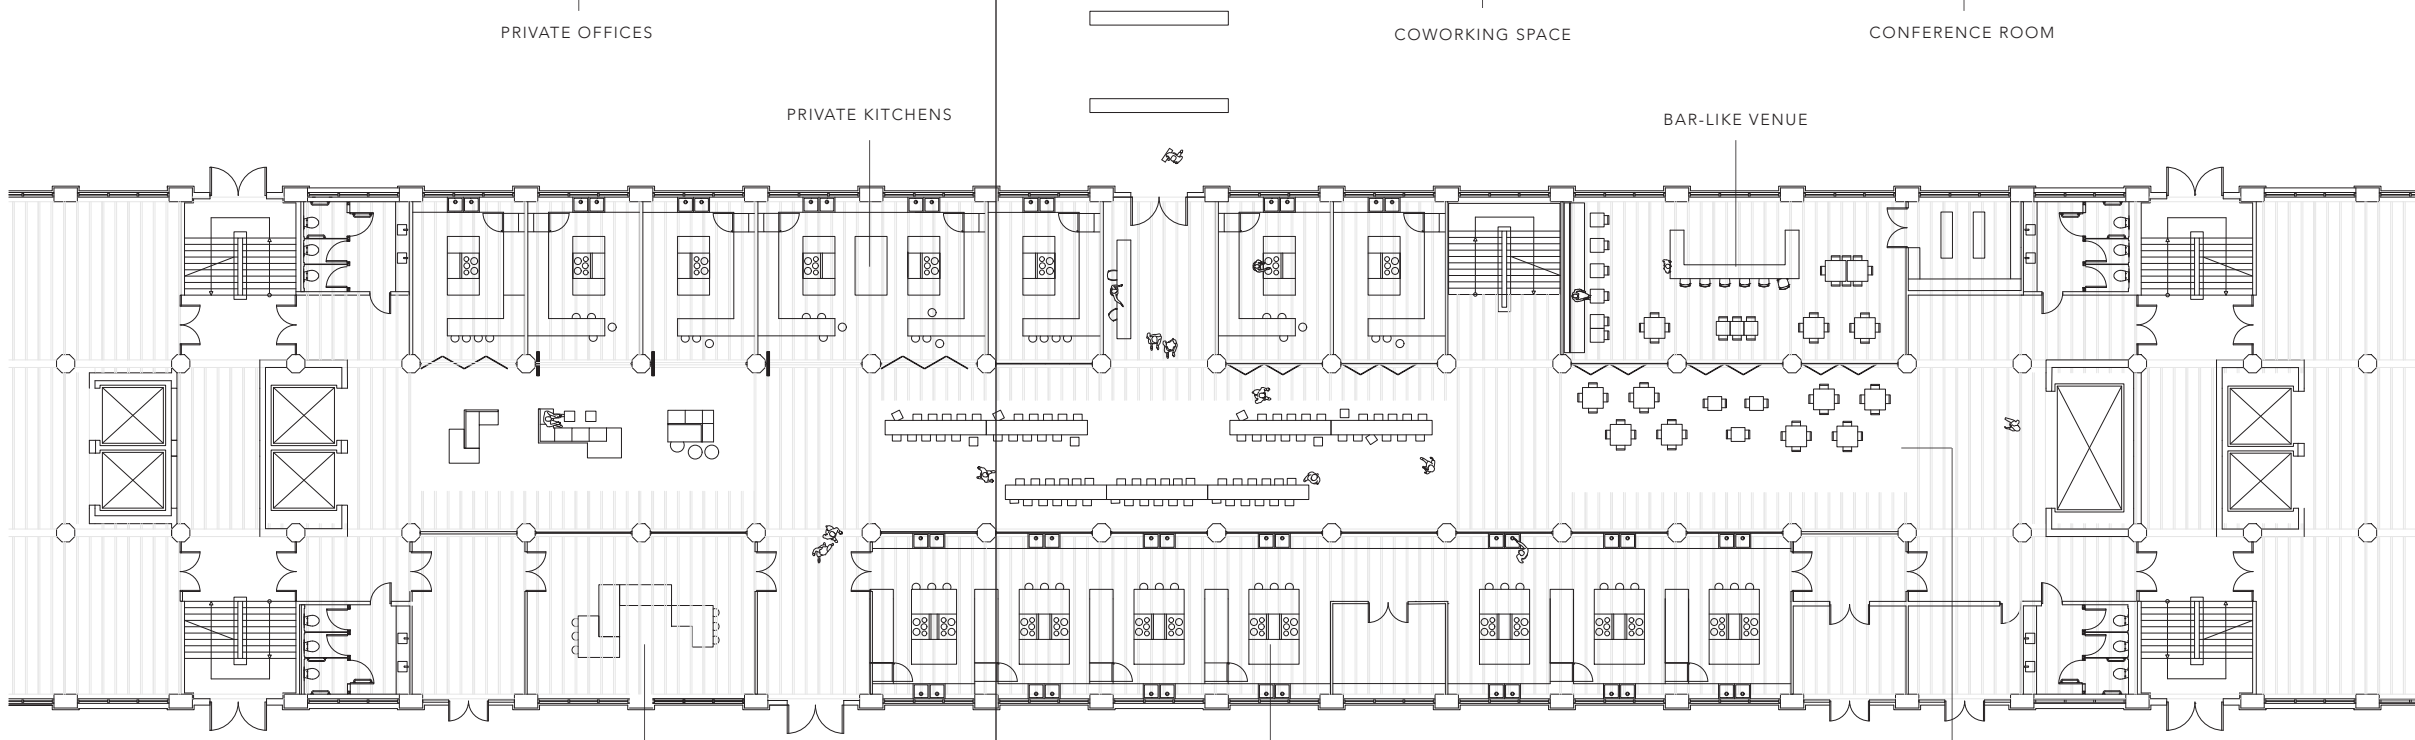 PRIVATE OFFICES
COWORKING SPACE
CONFERENCE ROOM
PRIVATE KITCHENS
BAR-LIKE VENUE